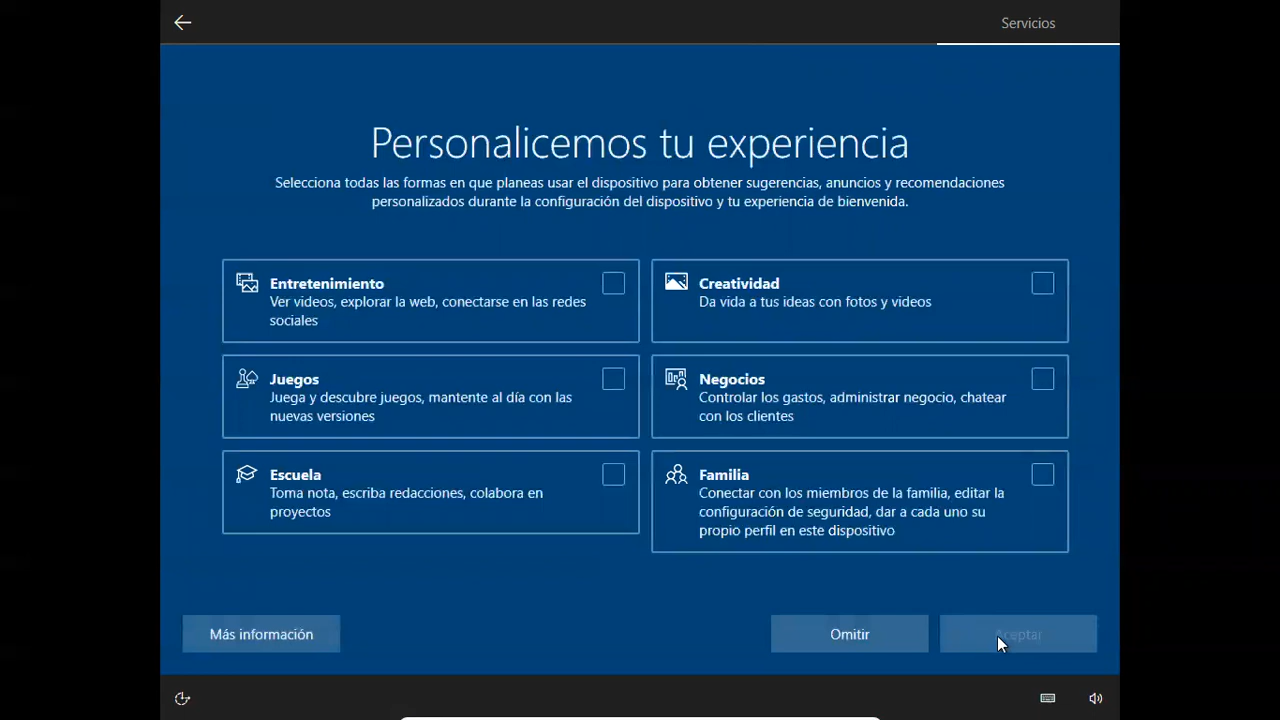 Servicios
Personalicemos tu experiencia
Selecciona todas las formas en que planeas usar el dispositivo para obtener sugerencias, anuncios y recomendaciones
personalizados durante la configuración del dispositivo y tu experiencia de bienvenida.
Entretenimiento
Ver videos, explorar la web, conectarse en las redes
sociales
Creatividad
Da vida a tus ideas con fotos y videos
Juegos
Juega y descubre juegos, mantente al día con las
nuevas versiones
Negocios
Controlar los gastos, administrar negocio, chatear
con los clientes
Escuela
Toma nota, escriba redacciones, colabora en
proyectos
Familia
Conectar con los miembros de la familia, editar la
configuración de seguridad, dar a cada uno su
propio perfil en este dispositivo
Más información
Omitir
Aceptar